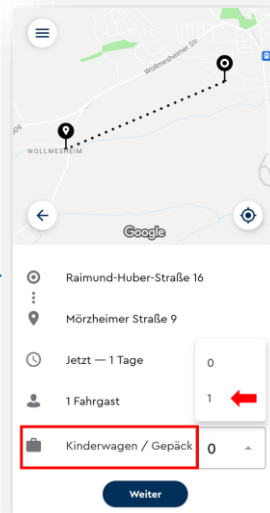 Wollmesheimer Str.
WOLLMESHEIM
Google
Raimund-Huber-Straße 16
Mörzheimer Straße 9
Jetzt — 1 Tage
0
1 Fahrgast
1
Kinderwagen / Gepäck
0
Weiter